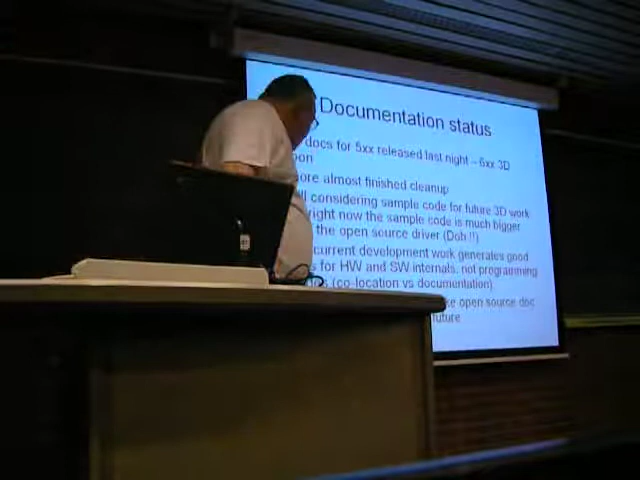 Documentation status
docs for 5xx released last night – 6xx 3D
oon
ore almost finished cleanup
ll considering sample code for future 3D work
right now the sample code is much bigger
the open source driver (Doh !!)
current development work generates good
s for HW and SW internals, not programming
(co-location vs documentation)
ke open source doc
future